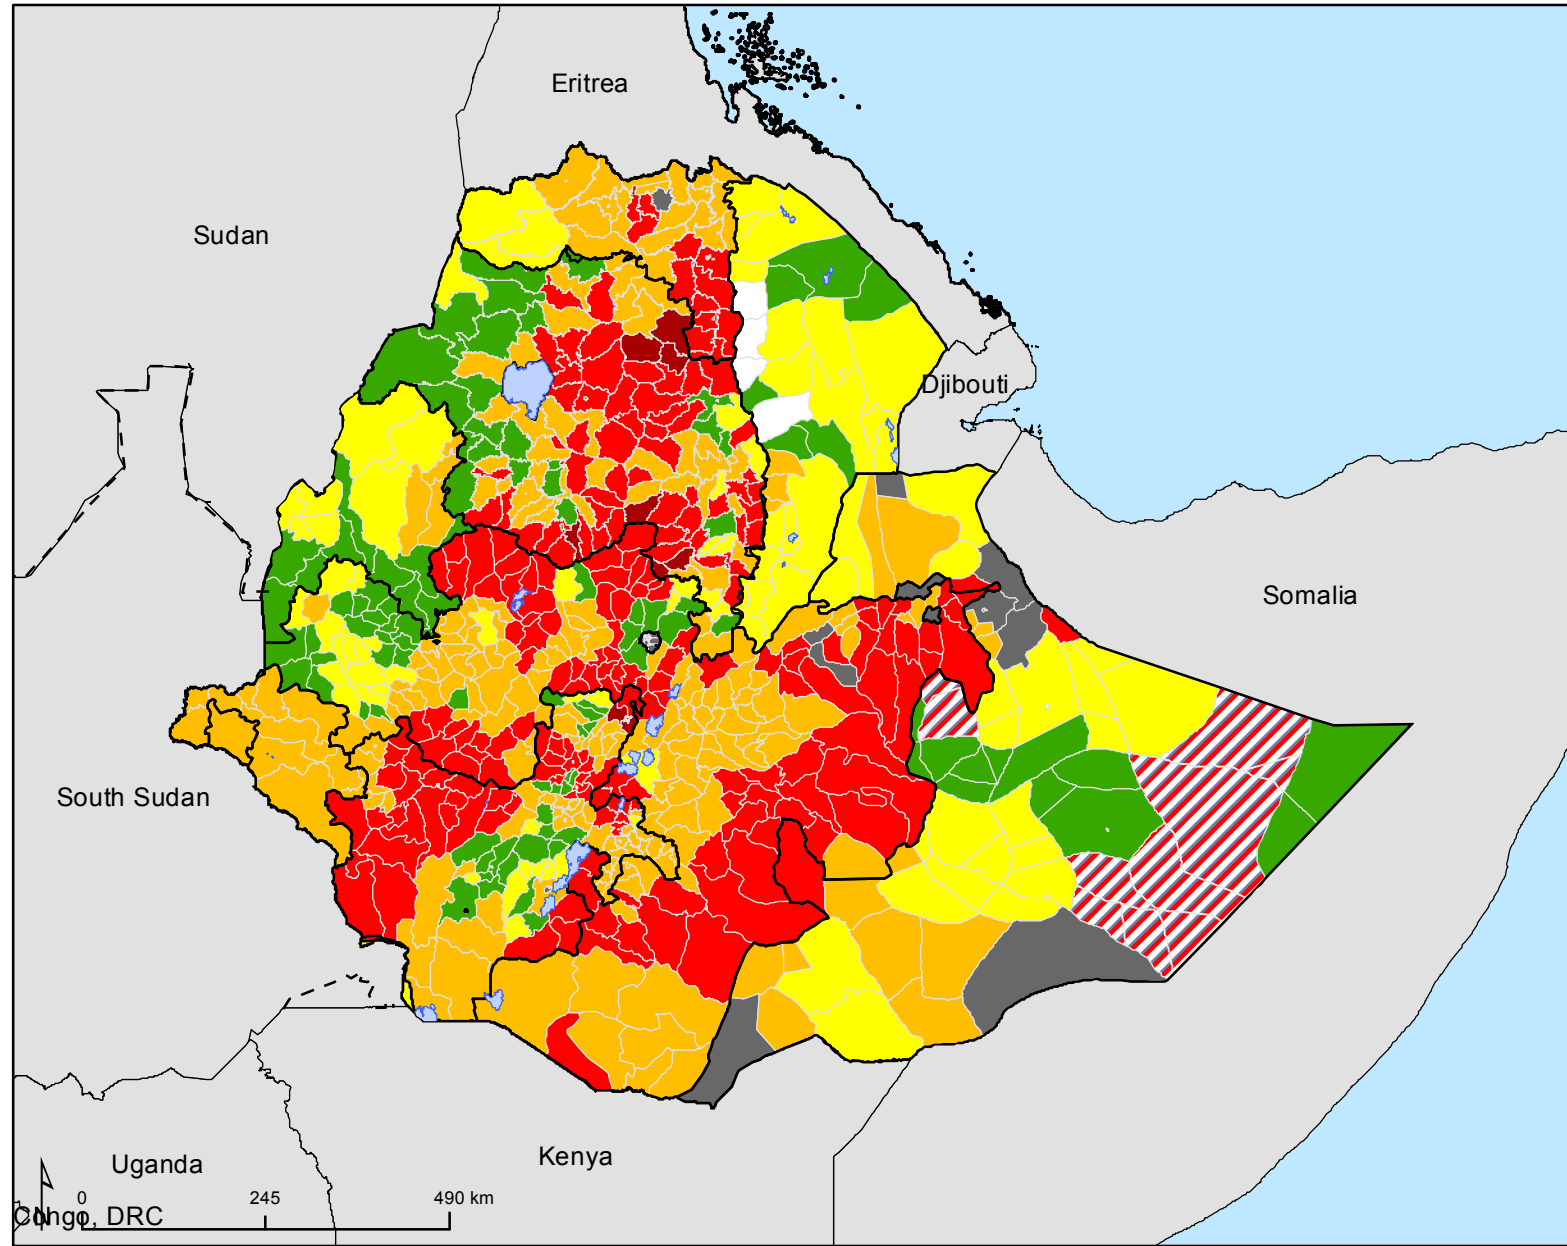 Eritrea
Sudan
Djibouti
Somalia
South Sudan
Kenya
Uganda
0 245 490 km
Congo, DRC
N